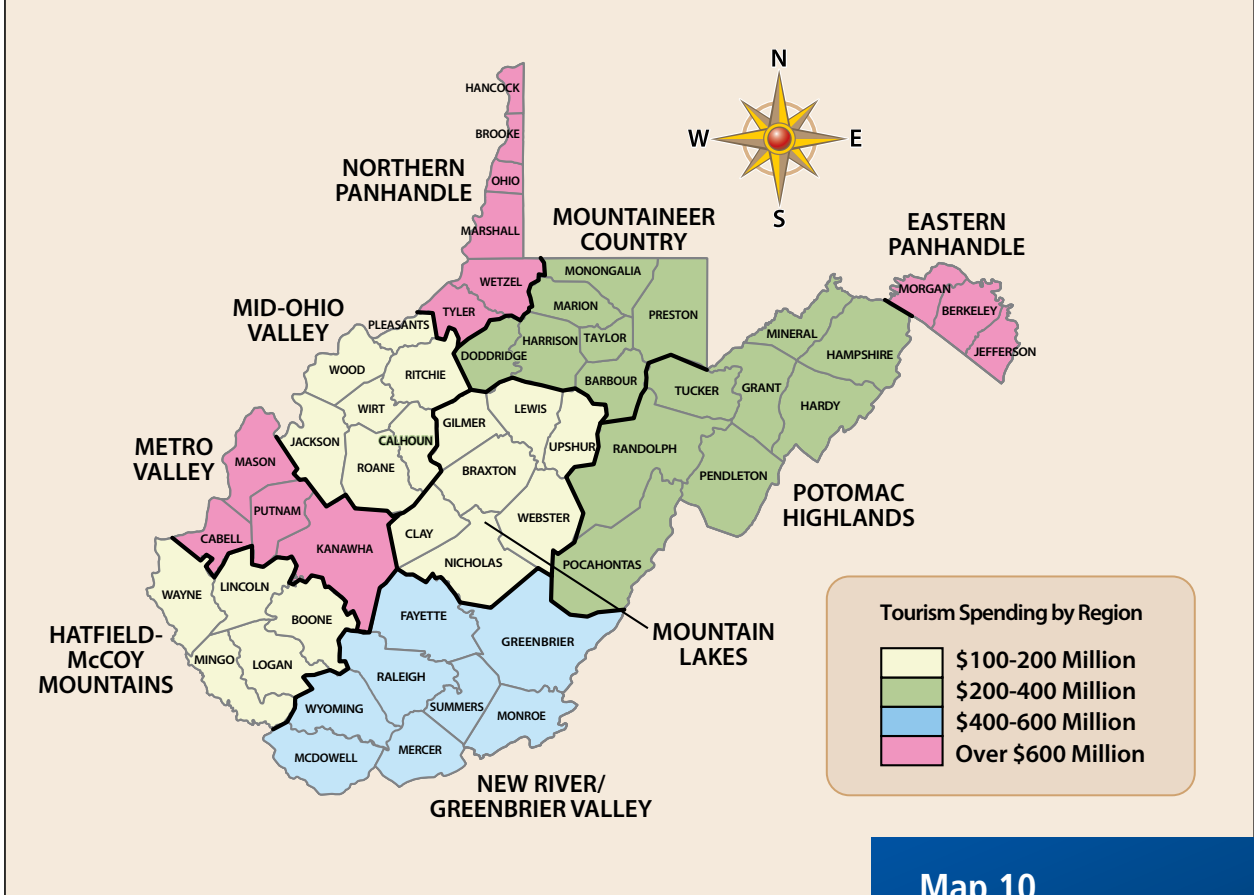 N
W E
S
NORTHERN
PANHANDLE
HANCOCK
BROOKE
OHIO
MARSHALL
WETZEL
TYLER
MOUNTAINEER
COUNTRY
MONONGALIA
MARION
PRESTON
HARRISON
TAYLOR
DODDRIDGE
BARBOUR
EASTERN
PANHANDLE
MORGAN
BERKELEY
JEFFERSON
MID-OHIO
VALLEY
PLEASANTS
WOOD
RITCHIE
WIRT
JACKSON
CALHOUN
ROANE
POTOMAC
HIGHLANDS
MINERAL
HAMPSHIRE
TUCKER
GRANT
HARDY
RANDOLPH
PENDLETON
POCAHONTAS
METRO
VALLEY
MASON
PUTNAM
CABELL
KANAWHA
MOUNTAIN
LAKES
GILMER
LEWIS
UPSHUR
BRAXTON
WEBSTER
CLAY
NICHOLAS
HATFIELD-
McCOY
MOUNTAINS
WAYNE
LINCOLN
BOONE
MINGO
LOGAN
NEW RIVER/
GREENBRIER VALLEY
FAYETTE
GREENBRIER
RALEIGH
WYOMING
SUMMERS
MONROE
MCDOWELL
MERCER
Tourism Spending by Region
$100-200 Million
$200-400 Million
$400-600 Million
Over $600 Million
Map 10